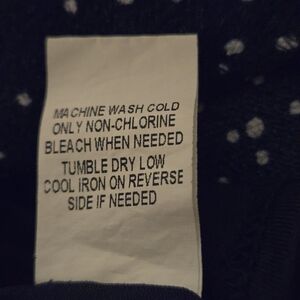 MACHINE WASH COLD
ONLY NON-CHLORINE
BLEACH WHEN NEEDED
TUMBLE DRY LOW
COOL IRON ON REVERSE
SIDE IF NEEDED